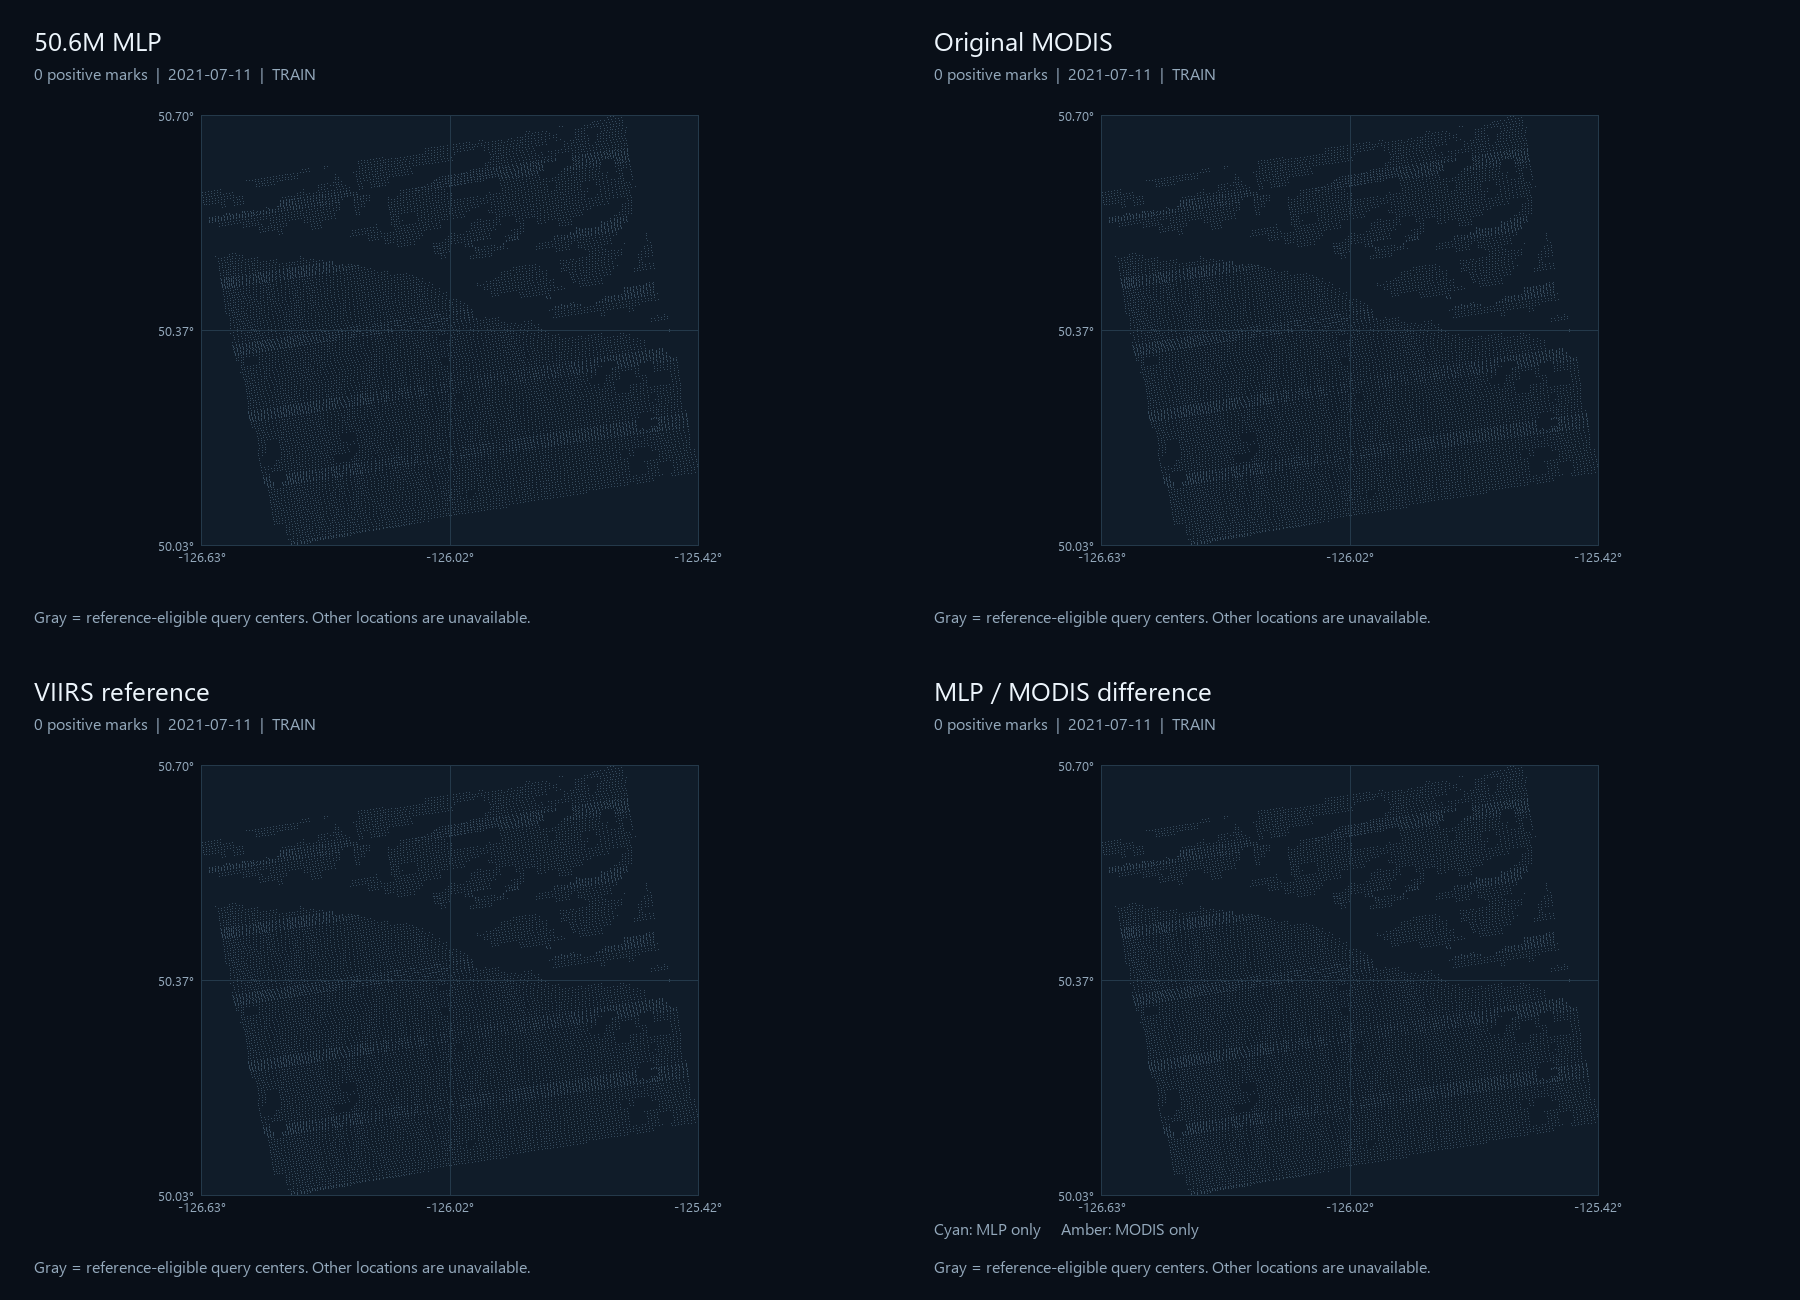 50.6M MLP
0 positive marks | 2021-07-11 | TRAIN
50.70°
50.37°
50.03°
-126.63°
-126.02°
-125.42°
Gray = reference-eligible query centers. Other locations are unavailable.
Original MODIS
0 positive marks | 2021-07-11 | TRAIN
50.70°
50.37°
50.03°
-126.63°
-126.02°
-125.42°
Gray = reference-eligible query centers. Other locations are unavailable.
VIIRS reference
0 positive marks | 2021-07-11 | TRAIN
50.70°
50.37°
50.03°
-126.63°
-126.02°
-125.42°
Gray = reference-eligible query centers. Other locations are unavailable.
MLP / MODIS difference
0 positive marks | 2021-07-11 | TRAIN
50.70°
50.37°
50.03°
-126.63°
-126.02°
-125.42°
Cyan: MLP only Amber: MODIS only
Gray = reference-eligible query centers. Other locations are unavailable.